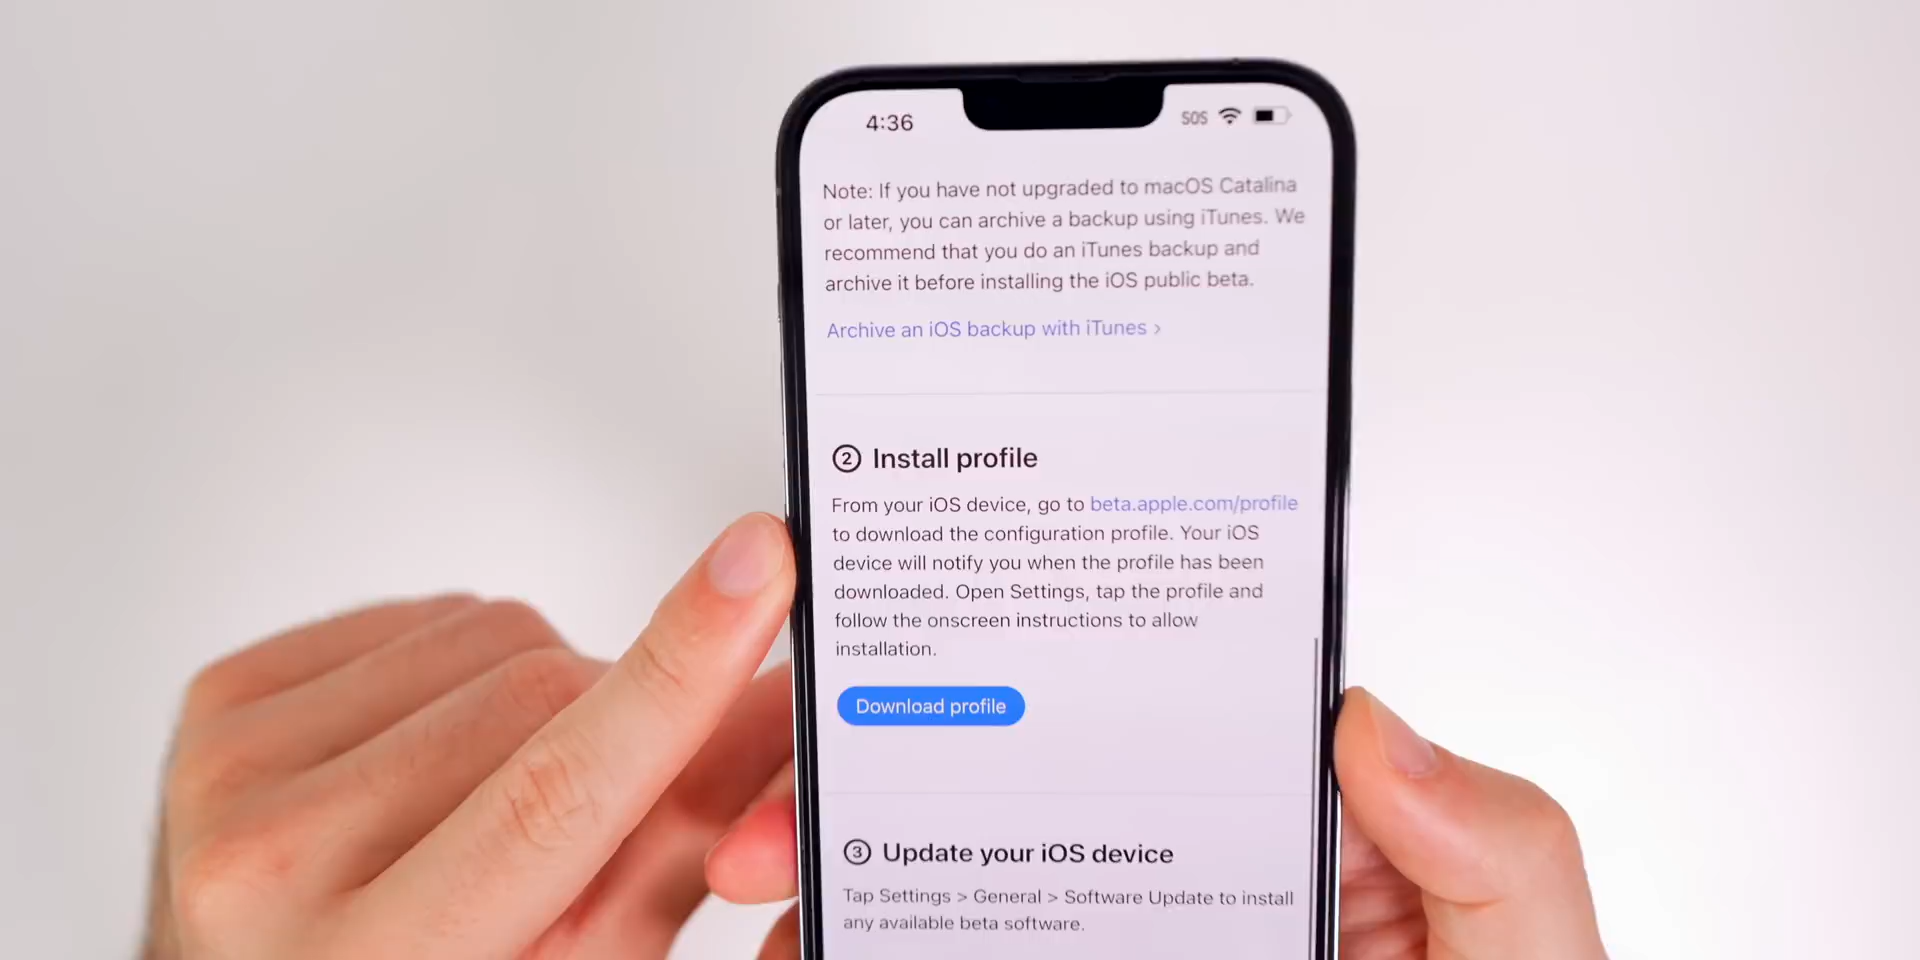 4:36
SOS
Note: If you have not upgraded to macOS Catalina
or later, you can archive a backup using iTunes. We
recommend that you do an iTunes backup and
archive it before installing the iOS public beta.
Archive an iOS backup with iTunes >
2 Install profile
From your iOS device, go to beta.apple.com/profile
to download the configuration profile. Your iOS
device will notify you when the profile has been
downloaded. Open Settings, tap the profile and
follow the onscreen instructions to allow
installation.
Download profile
3 Update your iOS device
Tap Settings > General > Software Update to install
any available beta software.